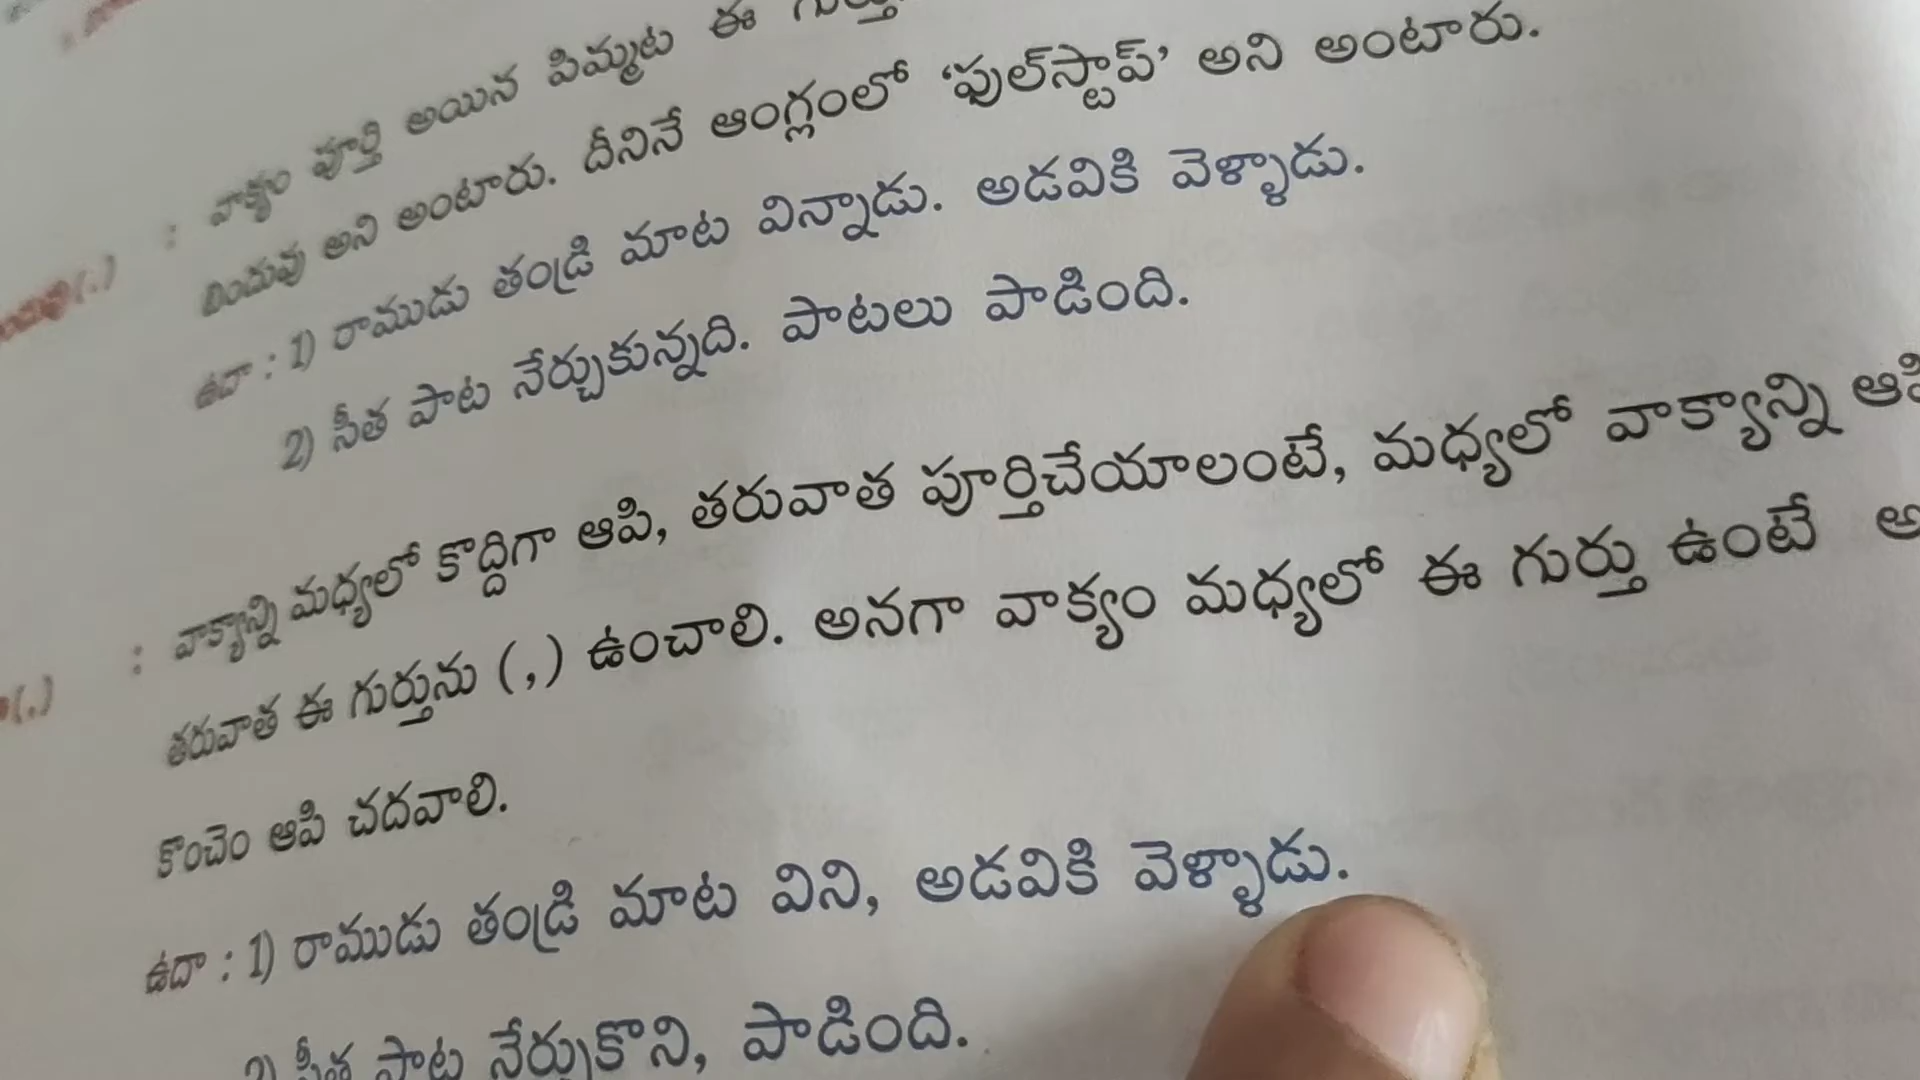 : వాక్యం పూర్తి అయిన పిమ్మట ఈ
బిందువు అని అంటారు. దీనినే ఆంగ్లంలో ‘ఫుల్‌స్టాప్’ అని అంటారు.
ఉదా : 1) రాముడు తండ్రి మాట విన్నాడు. అడవికి వెళ్ళాడు.
2) సీత పాట నేర్చుకున్నది. పాటలు పాడింది.
: వాక్యాన్ని మధ్యలో కొద్దిగా ఆపి, తరువాత పూర్తిచేయాలంటే, మధ్యలో వాక్యాన్ని
తరువాత ఈ గుర్తును (,) ఉంచాలి. అనగా వాక్యం మధ్యలో ఈ గుర్తు ఉంటే
కొంచెం ఆపి చదవాలి.
ఉదా : 1) రాముడు తండ్రి మాట విని, అడవికి వెళ్ళాడు.
2) సీత పాట నేర్చుకొని, పాడింది.